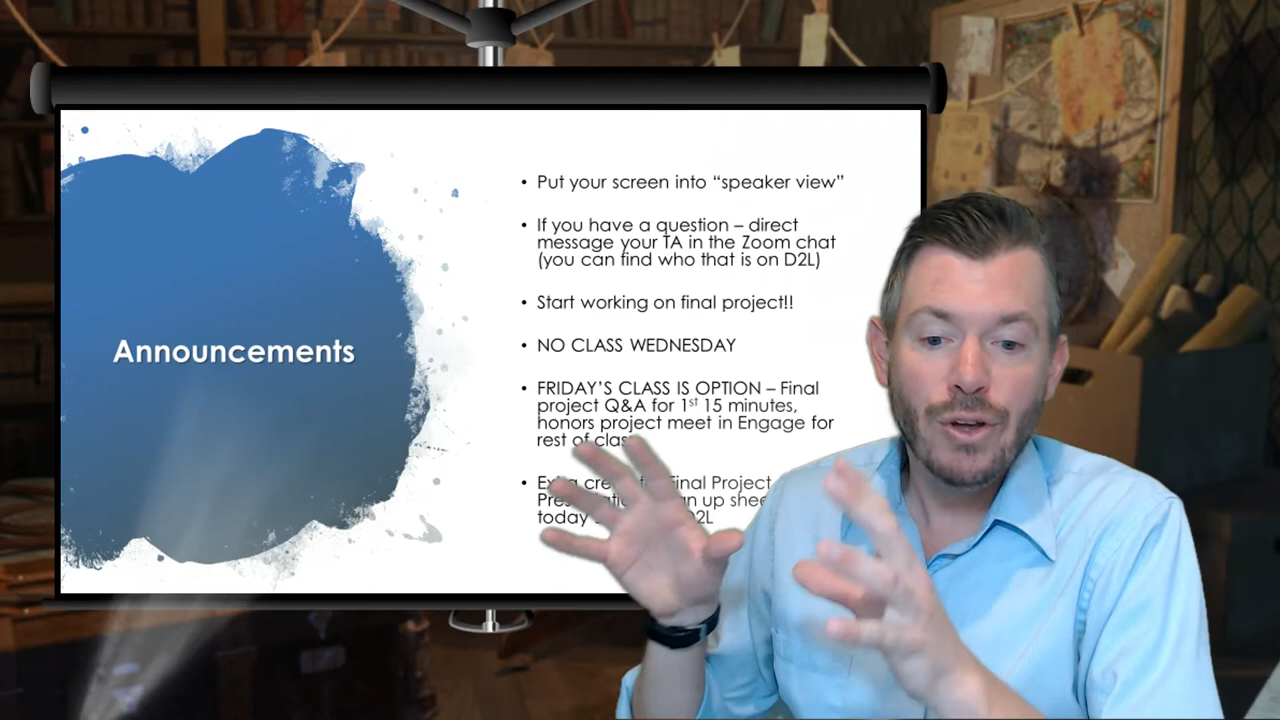 Announcements
• Put your screen into “speaker view”
• If you have a question – direct
message your TA in the Zoom chat
(you can find who that is on D2L)
• Start working on final project!!
• NO CLASS WEDNESDAY
• FRIDAY’S CLASS IS OPTION – Final
project Q&A for 1st 15 minutes,
honors project meet in Engage for
rest of
• Final Project
up
today